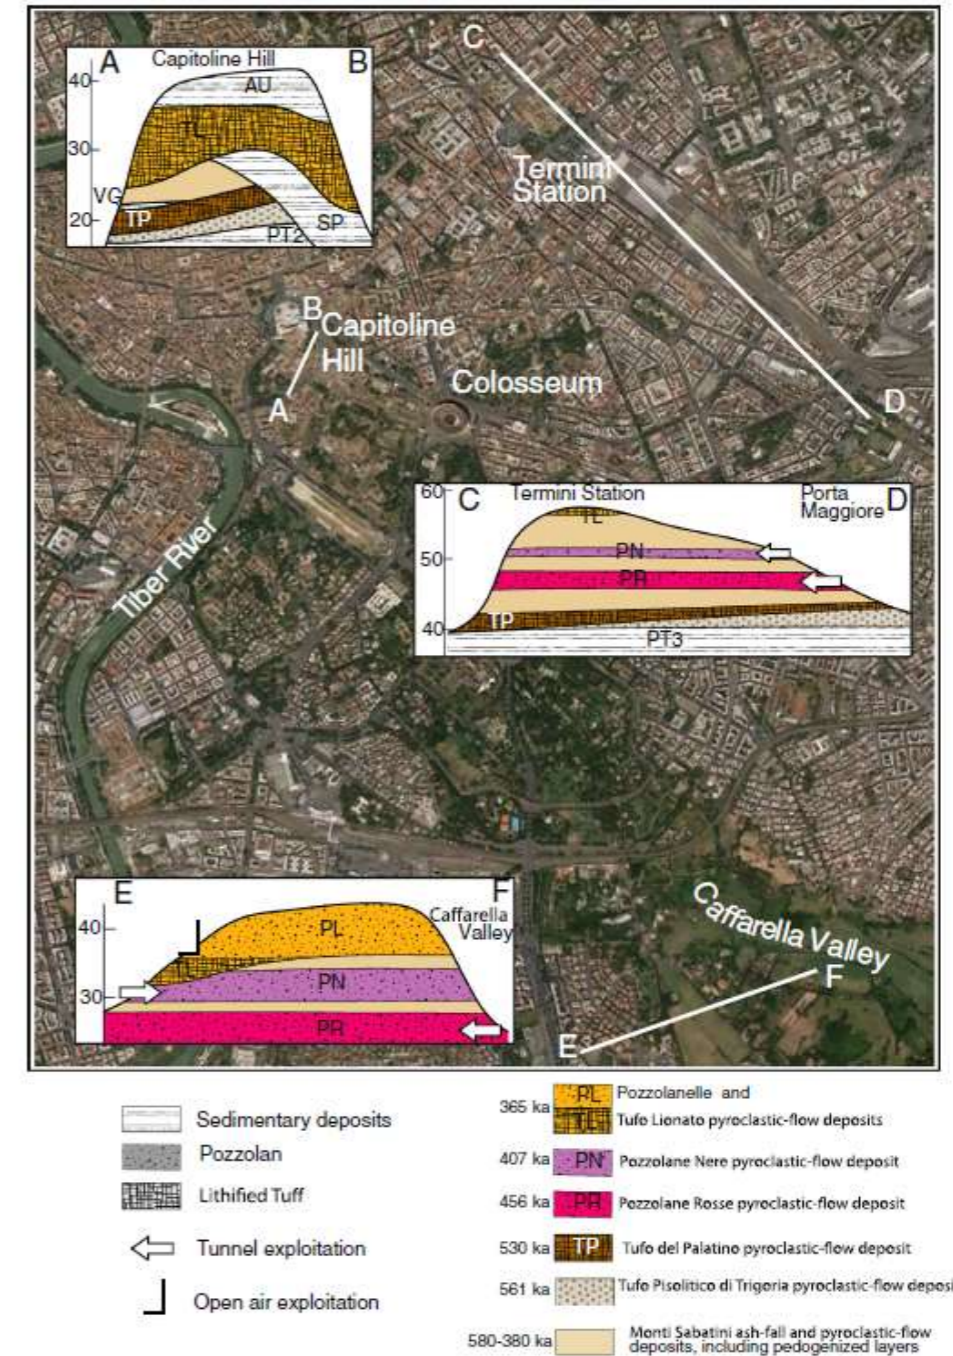 C
A
Capitoline Hill
B
40
AU
TL
30
VG
TP
20
SP
PT2
Termini
Station
B
Capitoline
Hill
A
Colosseum
D
Tiber River
60
C
Termini Station
Porta
Maggiore
D
TL
50
PN
PR
40
TP
PT3
E
F
40
Caffarella
Valley
PL
30
PN
PR
Caffarella Valley
F
E
Sedimentary deposits
Pozzolan
Lithified Tuff
Tunnel exploitation
Open air exploitation
365 ka
PL
Pozzolanelle and
TL
Tufo Lionato pyroclastic-flow deposits
407 ka
PN
Pozzolane Nere pyroclastic-flow deposit
456 ka
PR
Pozzolane Rosse pyroclastic-flow deposit
530 ka
TP
Tufo del Palatino pyroclastic-flow deposit
561 ka
Tufo Pisolitico di Trigoria pyroclastic-flow deposi
580-380 ka
Monti Sabatini ash-fall and pyroclastic-flow
deposits, including pedogenized layers